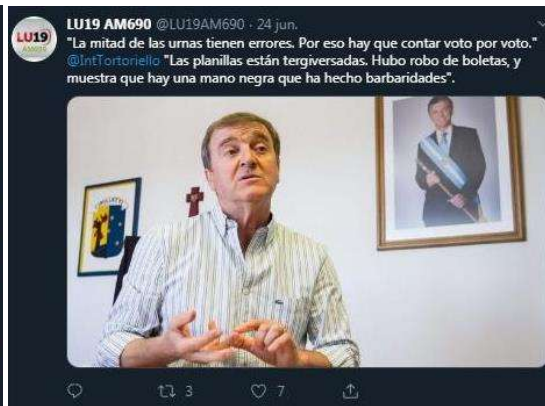 LU19 AM690 @LU19AM690 · 24 jun.
LU19
AM690
"La mitad de las urnas tienen errores. Por eso hay que contar voto por voto."
@IntTortoriello "Las planillas están tergiversadas. Hubo robo de boletas, y
muestra que hay una mano negra que ha hecho barbaridades".
3
7